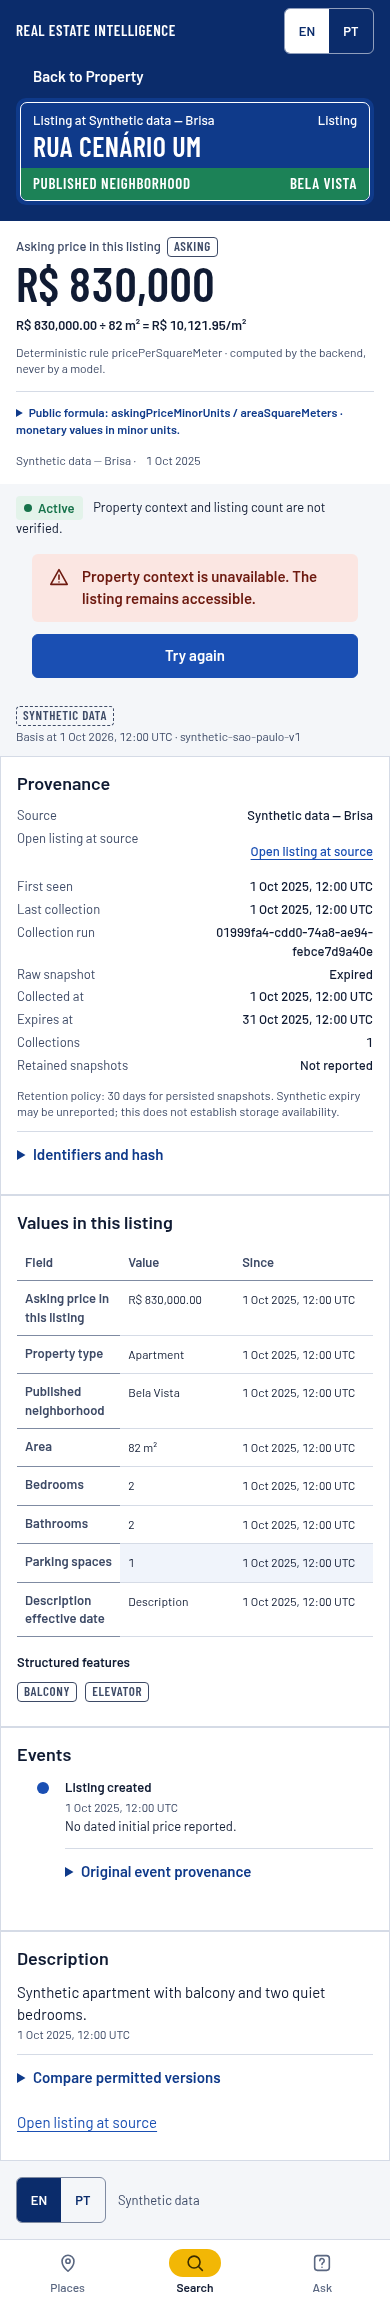 REAL ESTATE INTELLIGENCE
EN PT
Back to Property
Listing at Synthetic data — Brisa Listing
RUA CENÁRIO UM
PUBLISHED NEIGHBORHOOD BELA VISTA
Asking price in this listing ASKING
R$ 830,000
R$ 830,000.00 ÷ 82 m² = R$ 10,121.95/m²
Deterministic rule pricePerSquareMeter · computed by the backend,
never by a model.
Public formula: askingPriceMinorUnits / areaSquareMeters ·
monetary values in minor units.
Synthetic data — Brisa · 1 Oct 2025
Active Property context and listing count are not
verified.
Property context is unavailable. The
listing remains accessible.
Try again
SYNTHETIC DATA
Basis at 1 Oct 2026, 12:00 UTC · synthetic-sao-paulo-v1
Provenance
Source Synthetic data — Brisa
Open listing at source
Open listing at source
First seen 1 Oct 2025, 12:00 UTC
Last collection 1 Oct 2025, 12:00 UTC
Collection run 01999fa4-cdd0-74a8-ae94-
febce7d9a40e
Raw snapshot Expired
Collected at 1 Oct 2025, 12:00 UTC
Expires at 31 Oct 2025, 12:00 UTC
Collections 1
Retained snapshots Not reported
Retention policy: 30 days for persisted snapshots. Synthetic expiry
may be unreported; this does not establish storage availability.
Identifiers and hash
Values in this listing
Field Value Since
Asking price in
this listing R$ 830,000.00 1 Oct 2025, 12:00 UTC
Property type Apartment 1 Oct 2025, 12:00 UTC
Published
neighborhood Bela Vista 1 Oct 2025, 12:00 UTC
Area 82 m² 1 Oct 2025, 12:00 UTC
Bedrooms 2 1 Oct 2025, 12:00 UTC
Bathrooms 2 1 Oct 2025, 12:00 UTC
Parking spaces 1 1 Oct 2025, 12:00 UTC
Description
effective date Description 1 Oct 2025, 12:00 UTC
Structured features
BALCONY ELEVATOR
Events
Listing created
1 Oct 2025, 12:00 UTC
No dated initial price reported.
Original event provenance
Description
Synthetic apartment with balcony and two quiet
bedrooms.
1 Oct 2025, 12:00 UTC
Compare permitted versions
Open listing at source
EN PT Synthetic data
Places Search Ask